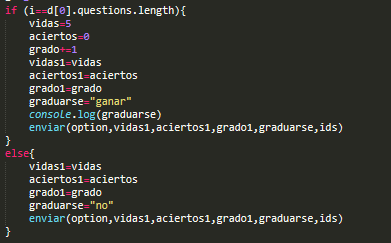 if (i==d[0].questions.length){
vidas=5
aciertos=0
grado+=1
vidas1=vidas
aciertos1=aciertos
grado1=grado
graduarse="ganar"
console.log(graduarse)
enviar(option,vidas1,aciertos1,grado1,graduarse,ids)
}
else{
vidas1=vidas
aciertos1=aciertos
grado1=grado
graduarse="no"
enviar(option,vidas1,aciertos1,grado1,graduarse,ids)
}